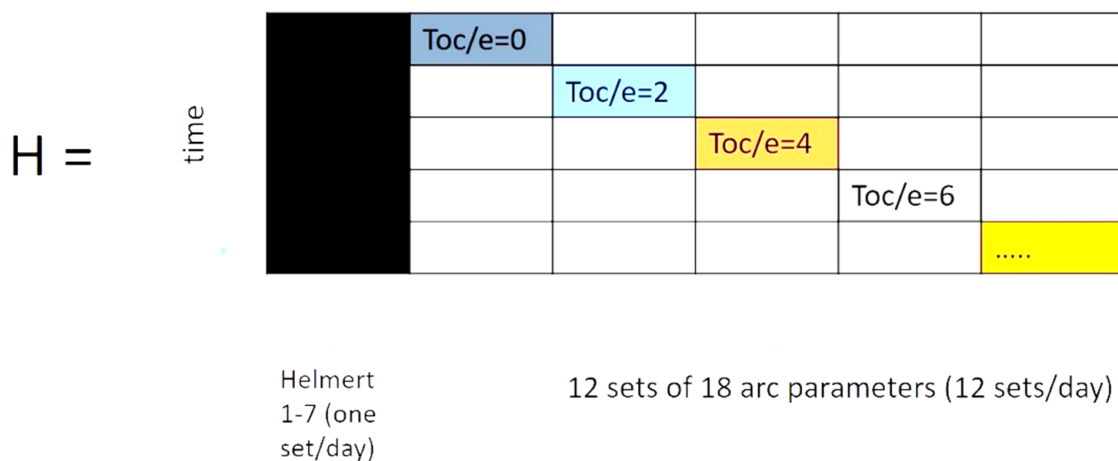 Toc/e=0
Toc/e=2
H =
time
Toc/e=4
Toc/e=6
.....
Helmert
1-7 (one
set/day)
12 sets of 18 arc parameters (12 sets/day)